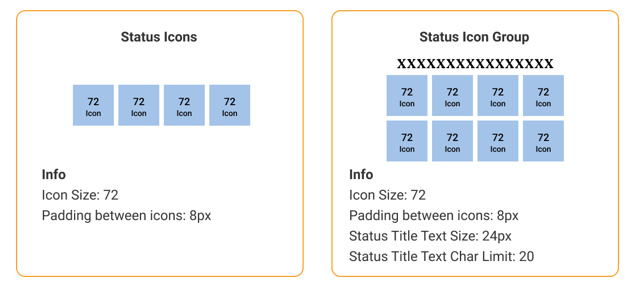 Status Icons
72 72 72 72
Icon Icon Icon Icon
Info
Icon Size: 72
Padding between icons: 8px
Status Icon Group
XXXXXXXXXXXXXXXX
72 72 72 72
Icon Icon Icon Icon
72 72 72 72
Icon Icon Icon Icon
Info
Icon Size: 72
Padding between icons: 8px
Status Title Text Size: 24px
Status Title Text Char Limit: 20